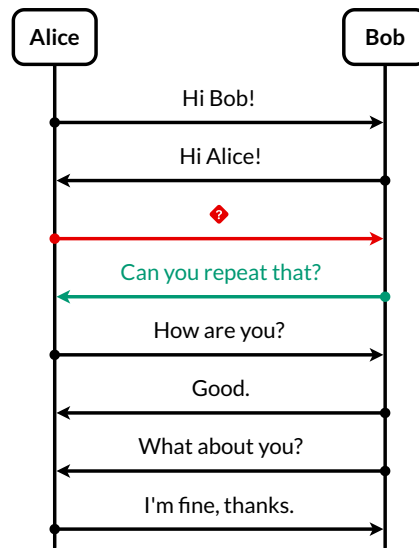 Alice Bob
Hi Bob!
Hi Alice!
?
Can you repeat that?
How are you?
Good.
What about you?
I'm fine, thanks.